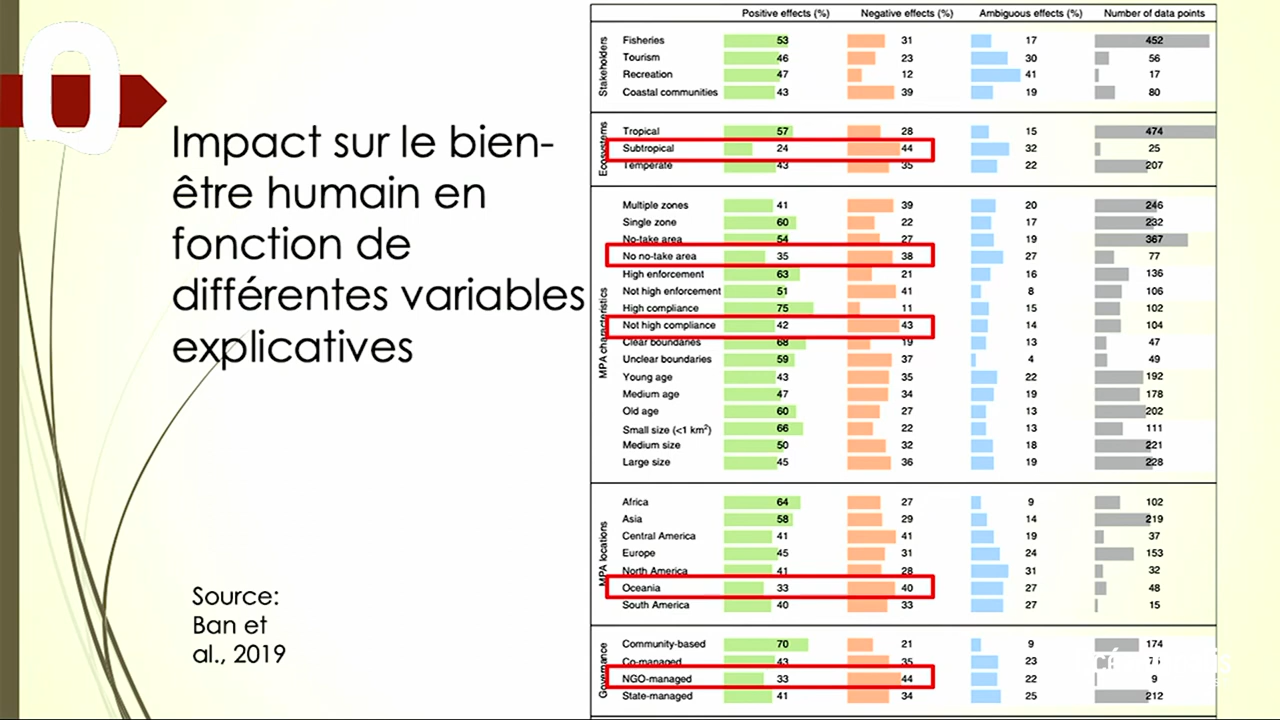 Impact sur le bien-
être humain en
fonction de
différentes variables
explicatives
Source:
Ban et
al., 2019
Positive effects (%) Negative effects (%) Ambiguous effects (%) Number of data points
Stakeholders
Fisheries 53 31 17 452
Tourism 46 23 30 56
Recreation 47 12 41 17
Coastal communities 43 39 19 80
Ecosystems
Tropical 57 28 15 474
Subtropical 24 44 32 25
Temperate 43 35 22 207
MPA characteristics
Multiple zones 41 39 20 246
Single zone 60 22 17 232
No-take area 54 27 19 367
No no-take area 35 38 27 77
High enforcement 63 21 16 136
Not high enforcement 51 41 8 106
High compliance 75 11 15 102
Not high compliance 42 43 14 104
Clear boundaries 68 19 13 47
Unclear boundaries 59 37 4 49
Young age 43 35 22 192
Medium age 47 34 19 178
Old age 60 27 13 202
Small size (<1 km²) 66 22 13 111
Medium size 50 32 18 221
Large size 45 36 19 228
MPA locations
Africa 64 27 9 102
Asia 58 29 14 219
Central America 41 41 19 37
Europe 45 31 24 153
North America 41 28 31 32
Oceania 33 40 27 48
South America 40 33 27 15
Governance
Community-based 70 21 9 174
Co-managed 43 35 23
NGO-managed 33 44 22 9
State-managed 41 34 25 212